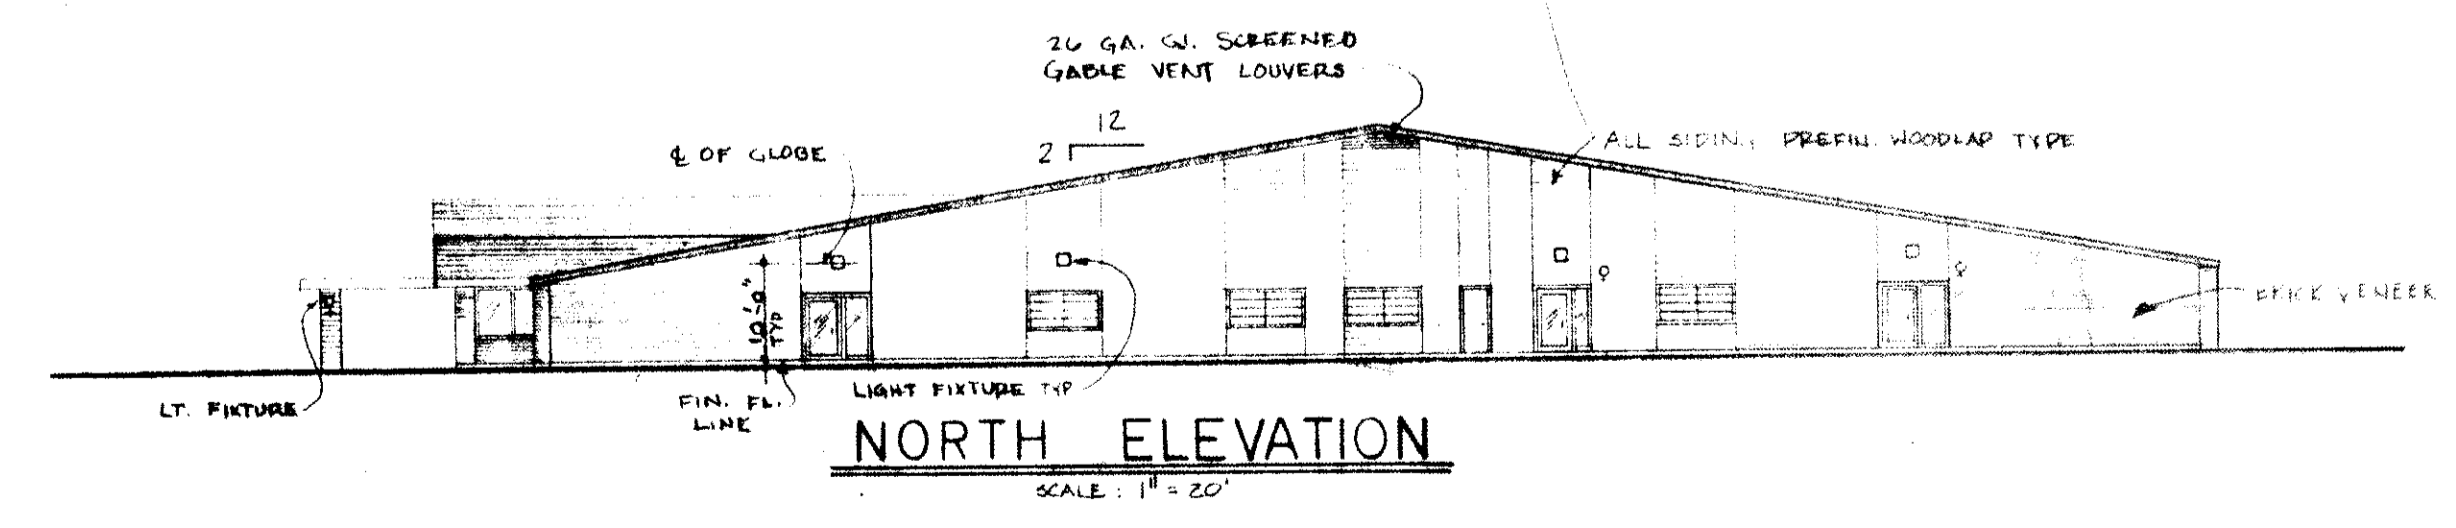 26 GA. G.I. SCREENED
GABLE VENT LOUVERS
12
2
℄ OF GLOBE
ALL SIDING, PREFIN. WOODLAP TYPE
10'-0"
TYP
BRICK VENEER
LT. FIXTURE
FIN. FL.
LINE
LIGHT FIXTURE TYP
NORTH ELEVATION
SCALE : 1" = 20'